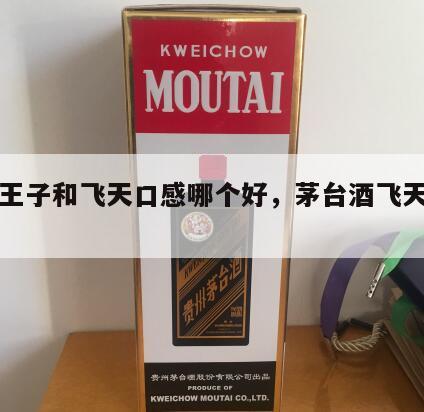 KWEICHOW
MOUTAI
王子和飞天口感哪个好，茅台酒飞天
贵州茅台酒
贵州茅台酒股份有限公司出品
PRODUCE OF
KWEICHOW MOUTAI CO.,LTD.